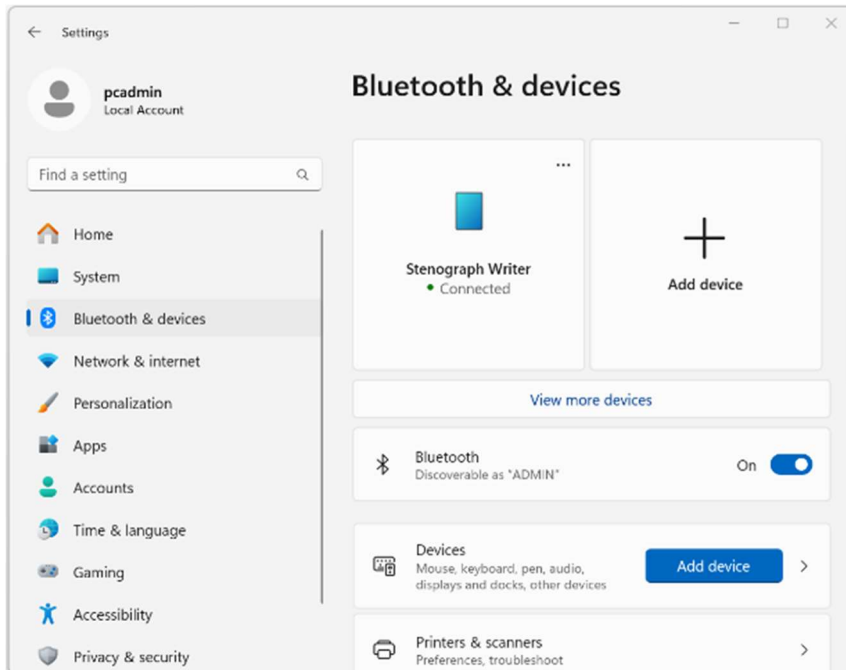 Settings
pcadmin
Local Account
Find a setting
Home
System
Bluetooth & devices
Network & internet
Personalization
Apps
Accounts
Time & language
Gaming
Accessibility
Privacy & security
Bluetooth & devices
Stenograph Writer
Connected
Add device
View more devices
Bluetooth
Discoverable as "ADMIN"
On
Devices
Mouse, keyboard, pen, audio,
displays and docks, other devices
Add device
Printers & scanners
Preferences, troubleshoot